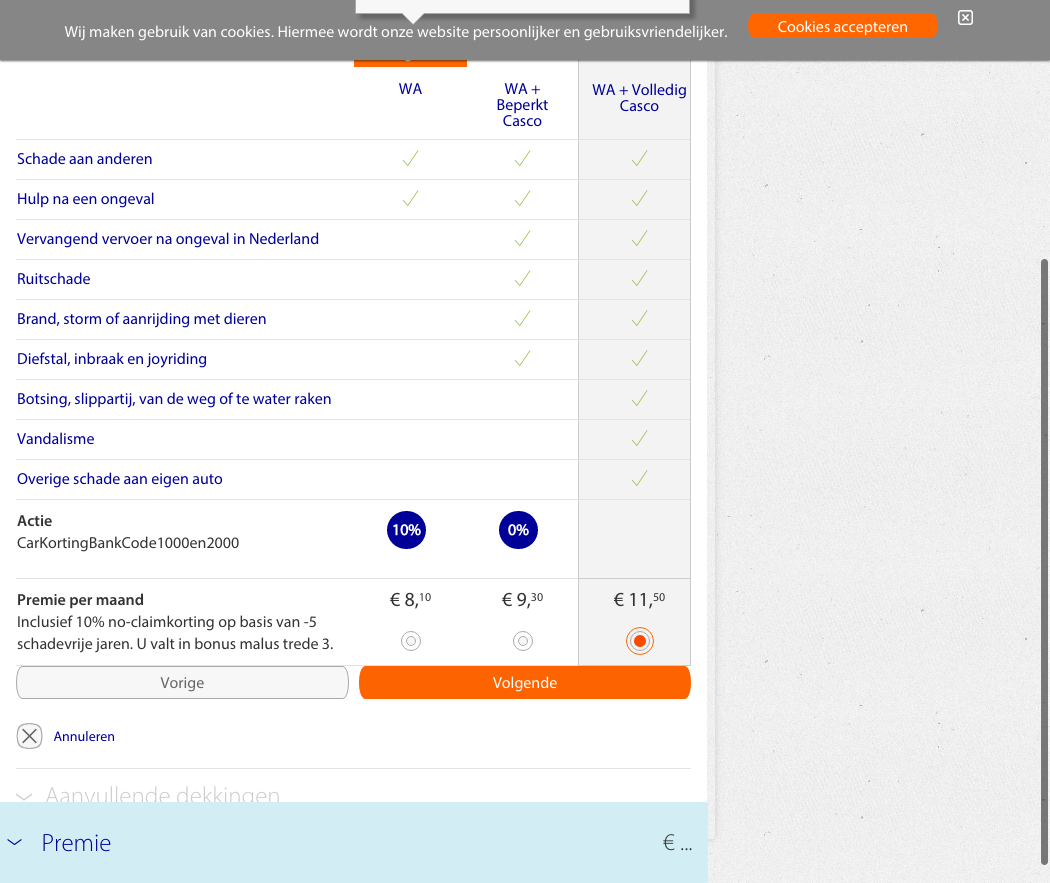 Wij maken gebruik van cookies. Hiermee wordt onze website persoonlijker en gebruiksvriendelijker.
Cookies accepteren
WA
WA +
Beperkt
Casco
WA + Volledig
Casco
Schade aan anderen
Hulp na een ongeval
Vervangend vervoer na ongeval in Nederland
Ruitschade
Brand, storm of aanrijding met dieren
Diefstal, inbraak en joyriding
Botsing, slippartij, van de weg of te water raken
Vandalisme
Overige schade aan eigen auto
Actie
CarKortingBankCode1000en2000
10%
0%
Premie per maand
Inclusief 10% no-claimkorting op basis van -5
schadevrije jaren. U valt in bonus malus trede 3.
€ 8,10
€ 9,30
€ 11,50
Vorige
Volgende
Annuleren
Aanvullende dekkingen
Premie
€ ...